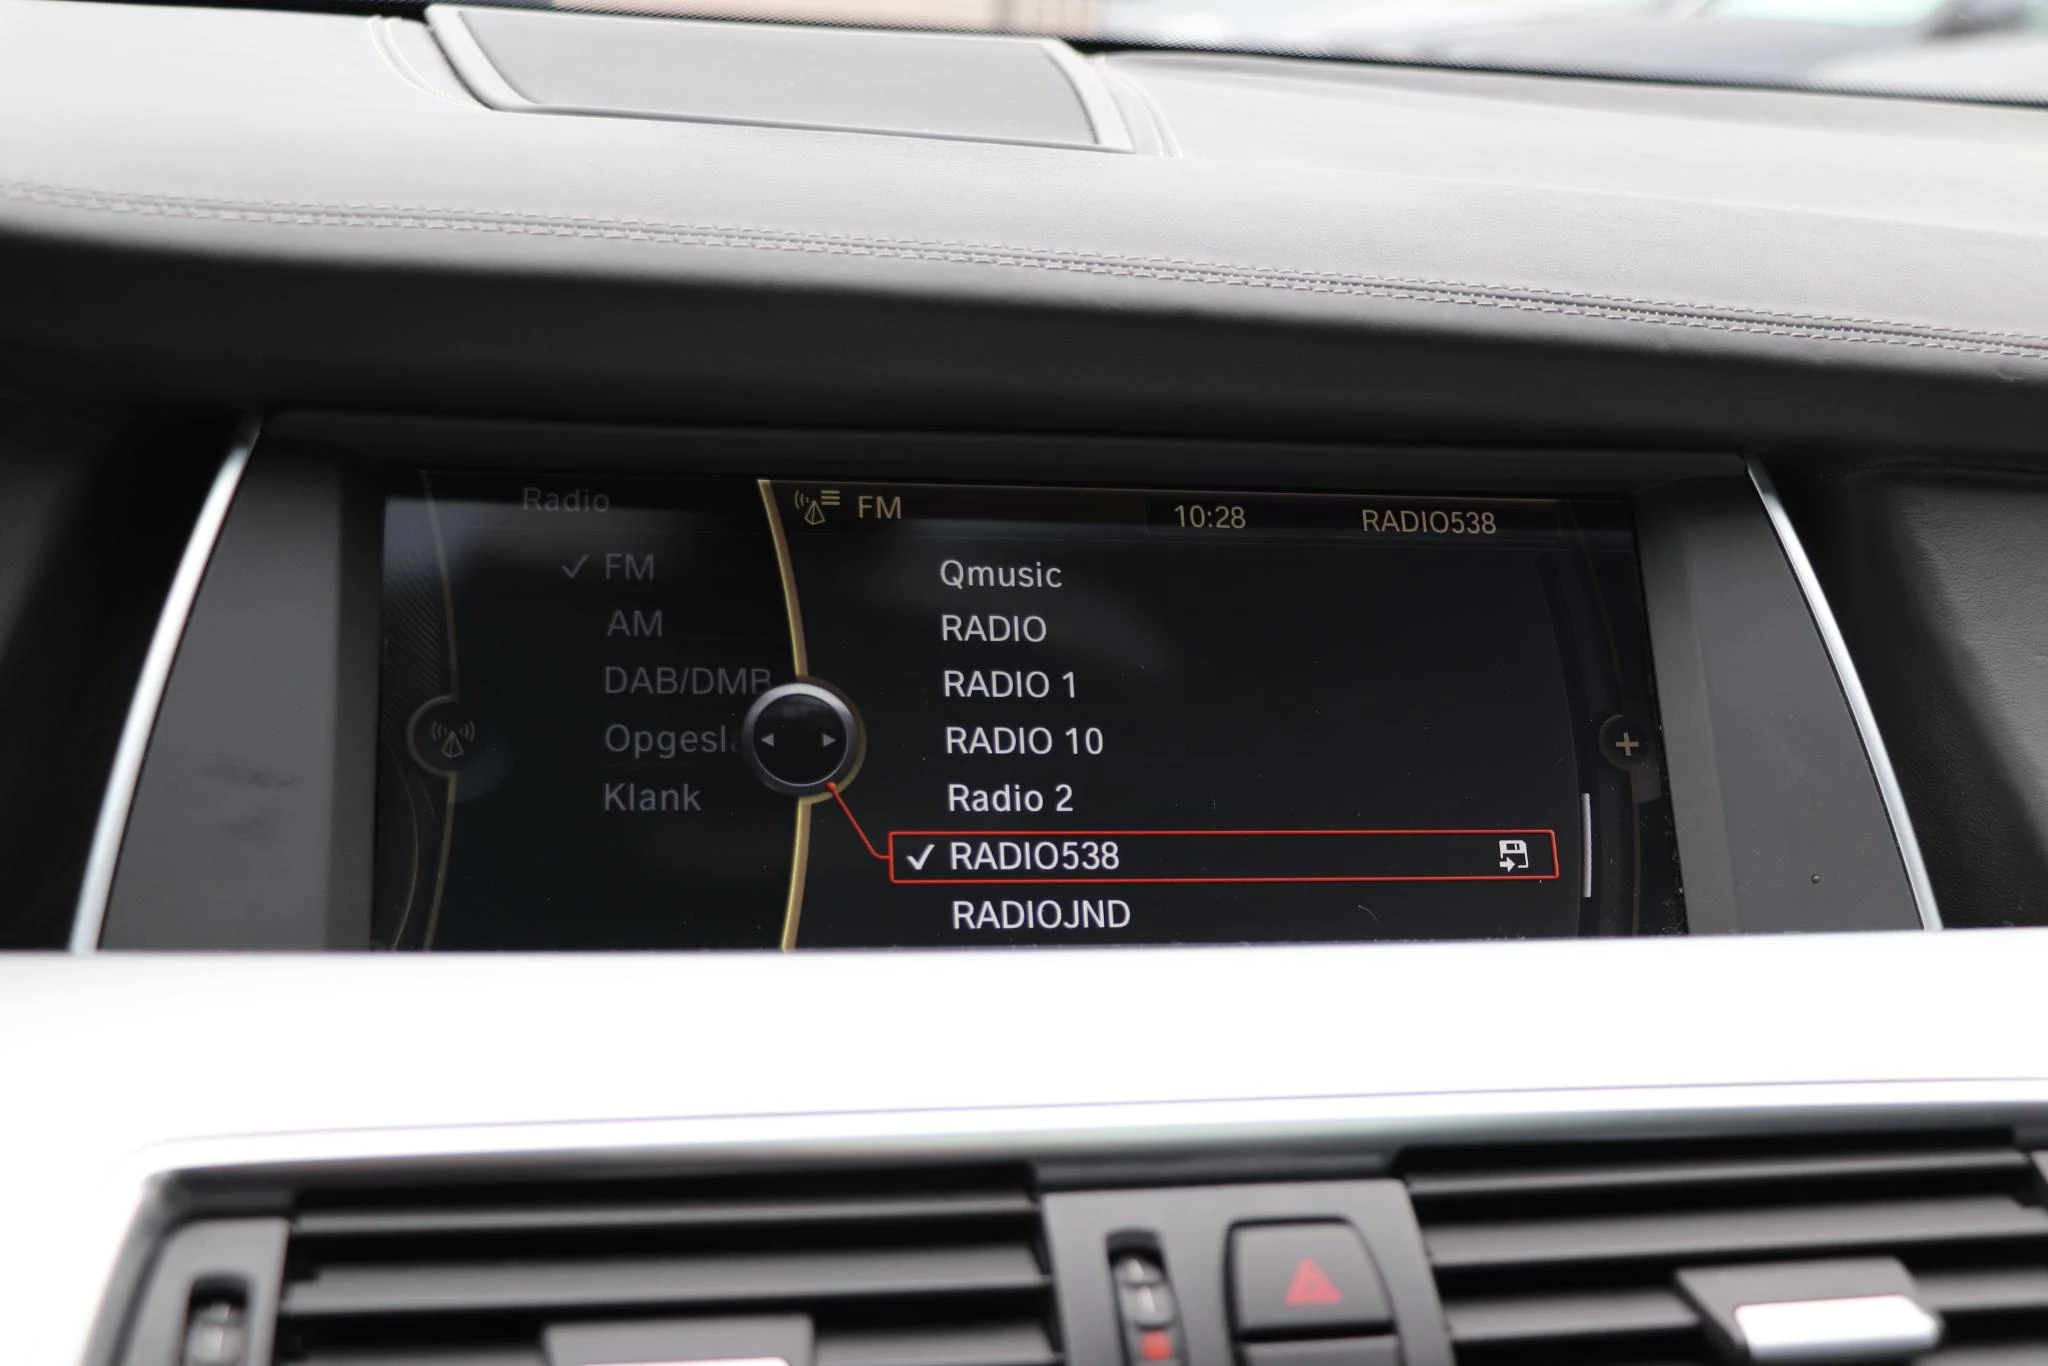 Radio
FM
AM
DAB/DMB
Klank
FM 10:28 RADIO538
Qmusic
RADIO
RADIO 1
RADIO 10
Radio 2
RADIO538
RADIOJND